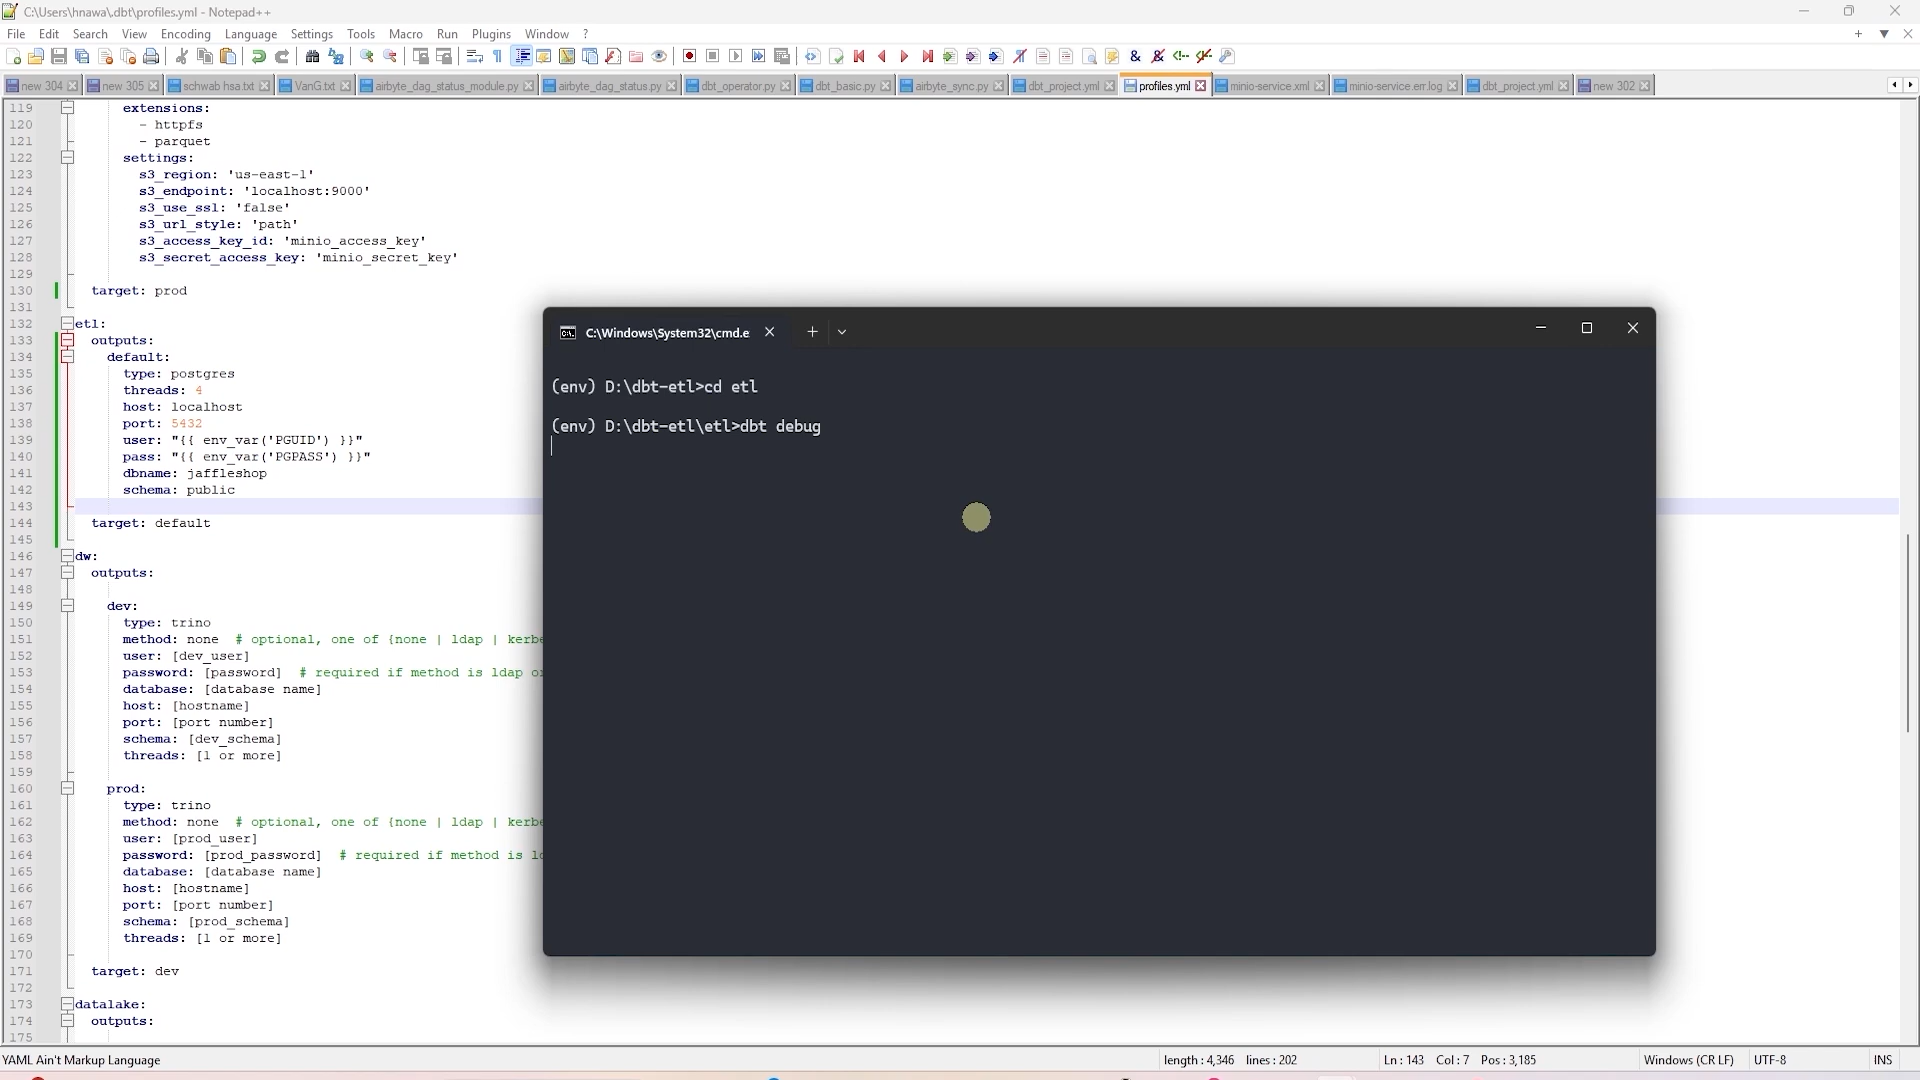 C:\Users\hnawa\.dbt\profiles.yml - Notepad++
File Edit Search View Encoding Language Settings Tools Macro Run Plugins Window ?
new 304 new 305 schwab hsa.txt VanG.txt airbyte_dag_status_module.py airbyte_dag_status.py dbt_operator.py dbt_basic.py airbyte_sync.py dbt_project.yml profiles.yml minio-service.xml minio-service.err.log dbt_project.yml new 302
119 extensions:
120 - httpfs
121 - parquet
122 settings:
123 s3_region: 'us-east-1'
124 s3_endpoint: 'localhost:9000'
125 s3_use_ssl: 'false'
126 s3_url_style: 'path'
127 s3_access_key_id: 'minio_access_key'
128 s3_secret_access_key: 'minio_secret_key'
129
130 target: prod
131
132 etl:
133 outputs:
134 default:
135 type: postgres
136 threads: 4
137 host: localhost
138 port: 5432
139 user: "{{ env_var('PGUID') }}"
140 pass: "{{ env_var('PGPASS') }}"
141 dbname: jaffleshop
142 schema: public
143
144 target: default
145
146 dw:
147 outputs:
148
149 dev:
150 type: trino
151 method: none # optional, one of {none | ldap | kerbe
152 user: [dev_user]
153 password: [password] # required if method is ldap o
154 database: [database name]
155 host: [hostname]
156 port: [port number]
157 schema: [dev_schema]
158 threads: [1 or more]
159
160 prod:
161 type: trino
162 method: none # optional, one of {none | ldap | kerbe
163 user: [prod_user]
164 password: [prod_password] # required if method is l
165 database: [database name]
166 host: [hostname]
167 port: [port number]
168 schema: [prod_schema]
169 threads: [1 or more]
170
171 target: dev
172
173 datalake:
174 outputs:
175
C:\Windows\System32\cmd.e
(env) D:\dbt-etl>cd etl
(env) D:\dbt-etl\etl>dbt debug
YAML Ain't Markup Language length : 4,346 lines : 202 Ln : 143 Col : 7 Pos : 3,185 Windows (CR LF) UTF-8 INS